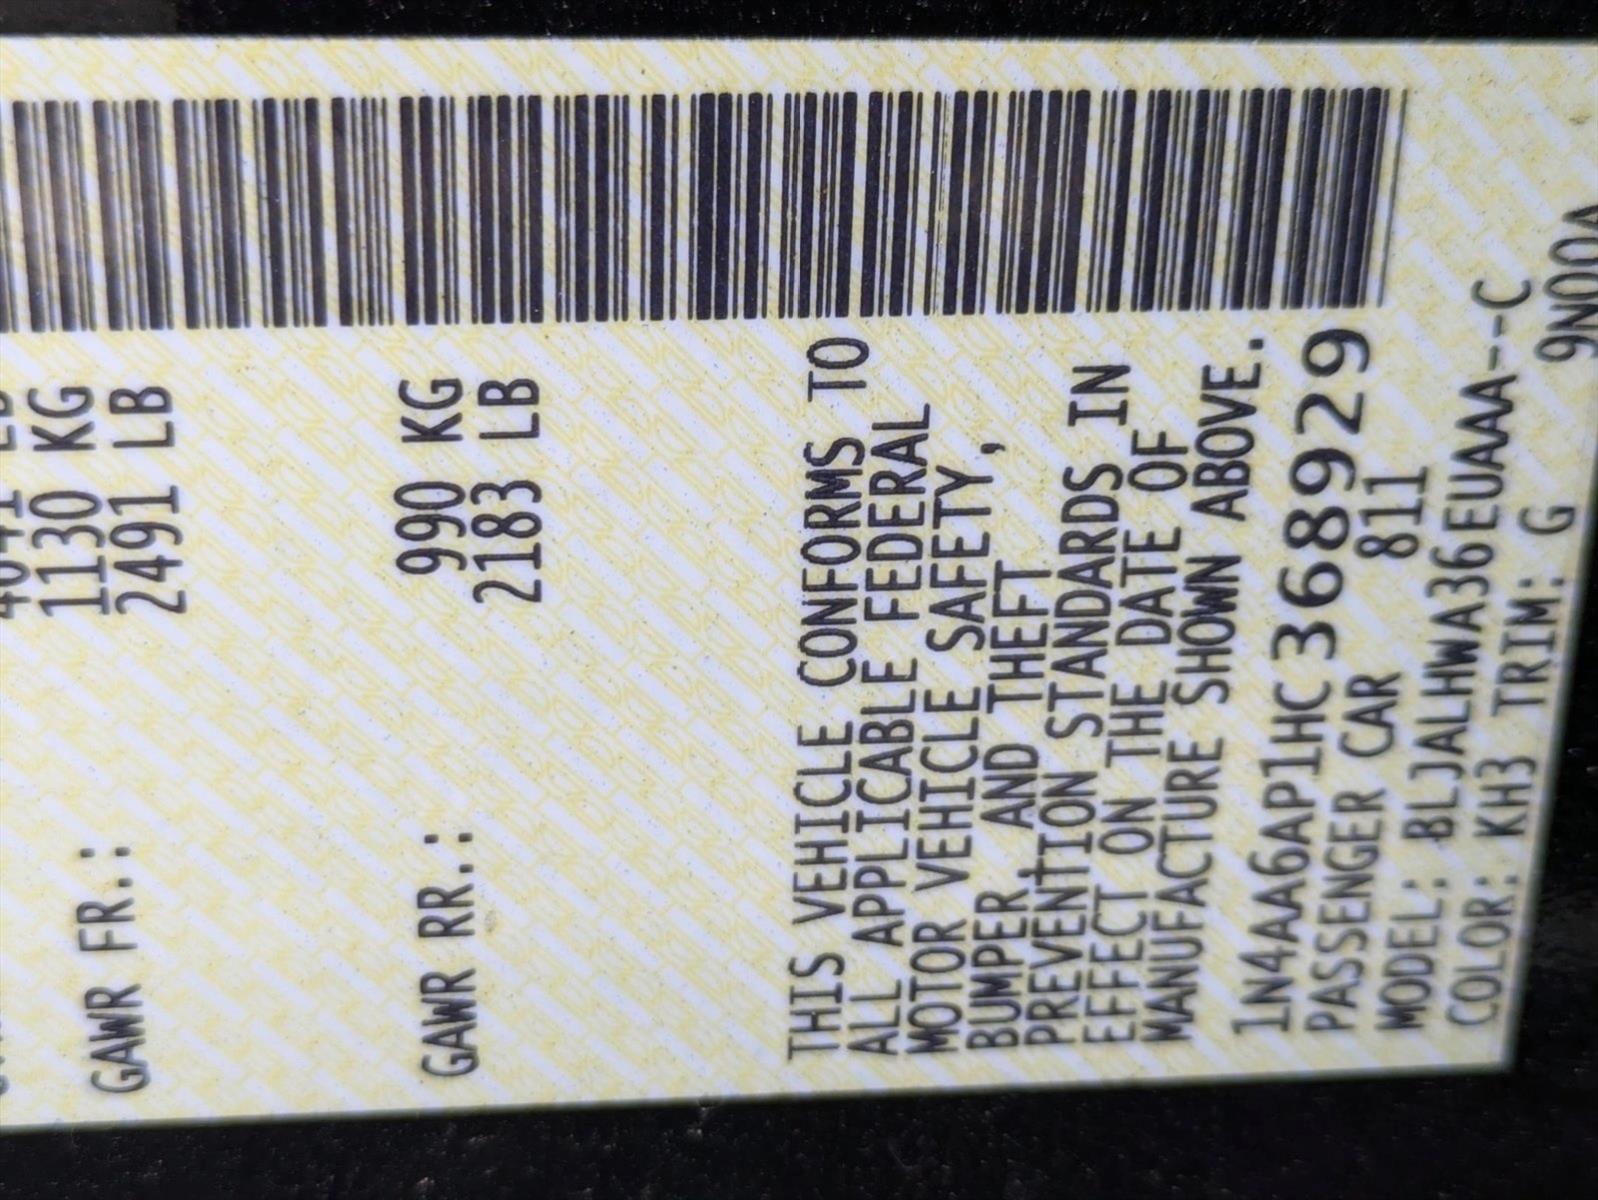 1130 KG
GAWR FR.: 2491 LB
990 KG
GAWR RR.: 2183 LB
THIS VEHICLE CONFORMS TO
ALL APPLICABLE FEDERAL
MOTOR VEHICLE SAFETY,
BUMPER, AND THEFT
PREVENTION STANDARDS IN
EFFECT ON THE DATE OF
MANUFACTURE SHOWN ABOVE.
1N4AA6AP1HC368929
PASSENGER CAR 811
MODEL: BLJALHWA36EUAAA--C
COLOR: KH3 TRIM: G
9N00A